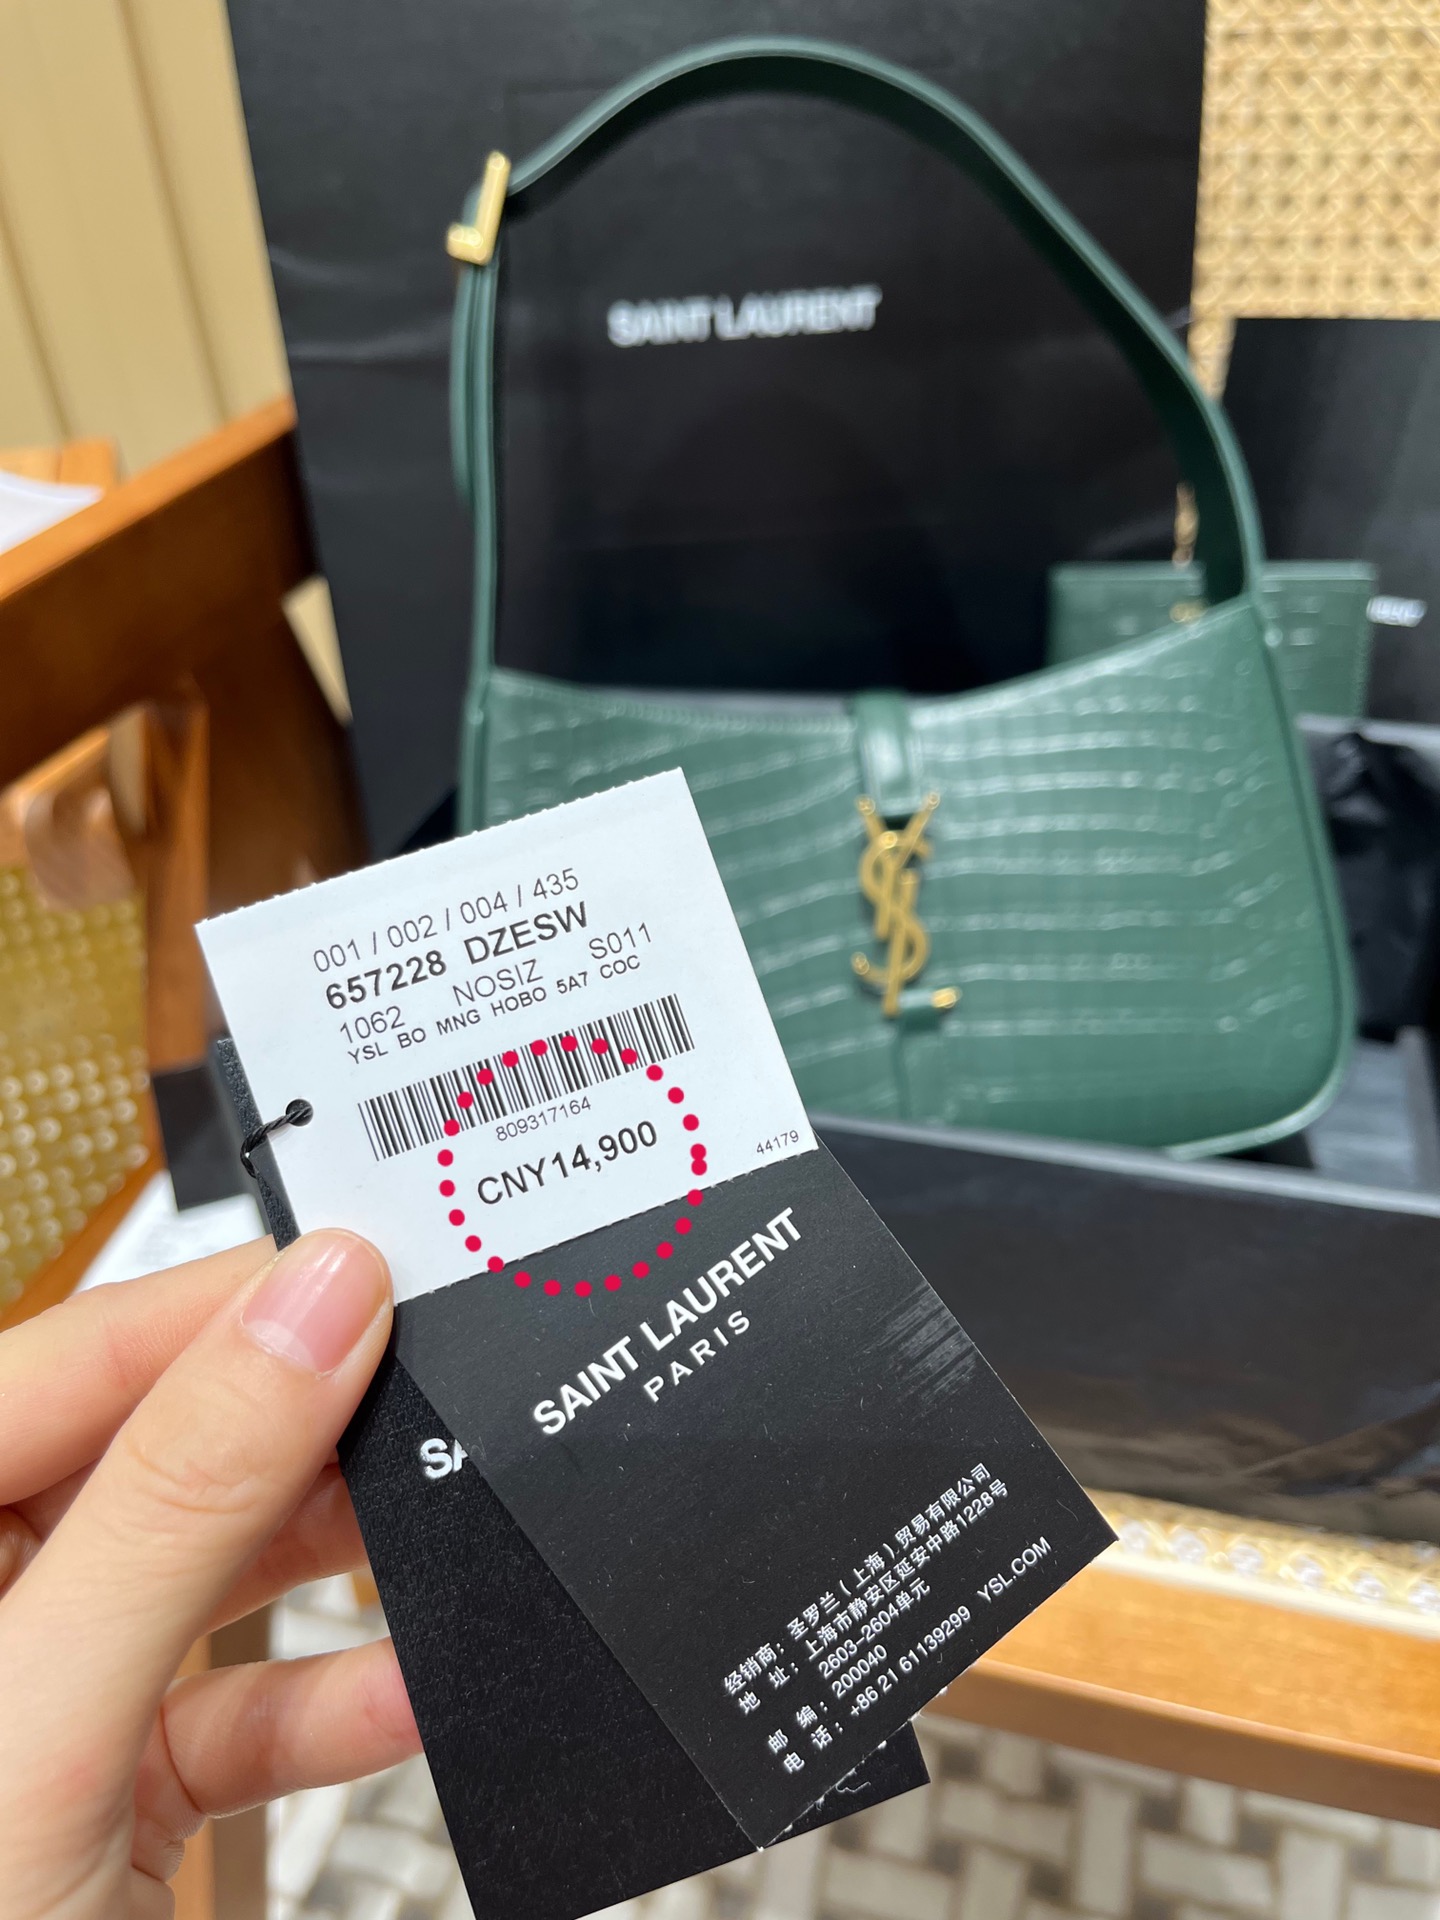 SAINT LAURENT
001 / 002 / 004 / 435
657228 DZESW
1062 NOSIZ S011
YSL BO MNG HOBO 5A7 COC
809317164
CNY14,900
44179
SAINT LAURENT
PARIS
SA
经销商：圣罗兰（上海）贸易有限公司
地 址：上海市静安区延安中路1228号
2603-2604单元
邮 编：200040
电 话：+86 21 61139299 YSL.COM